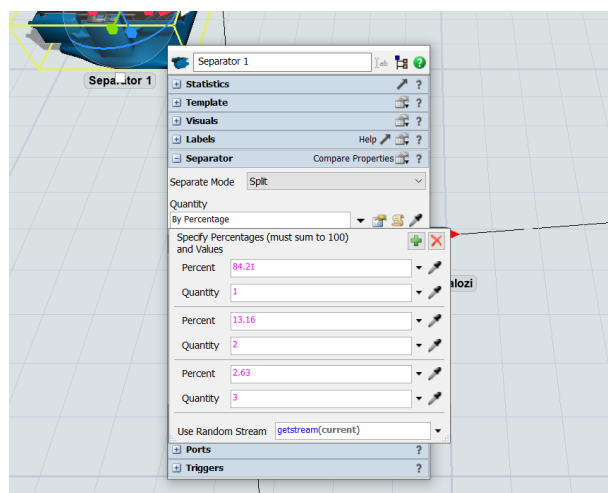 Separator 1
Separator 1
Statistics ?
Template ?
Visuals ?
Labels Help ?
Separator Compare Properties ?
Separate Mode Split
Quantity
By Percentage
Specify Percentages (must sum to 100)
and Values
Percent 84.21
Quantity 1
Percent 13.16
Quantity 2
Percent 2.63
Quantity 3
Use Random Stream getstream(current)
Ports ?
Triggers ?